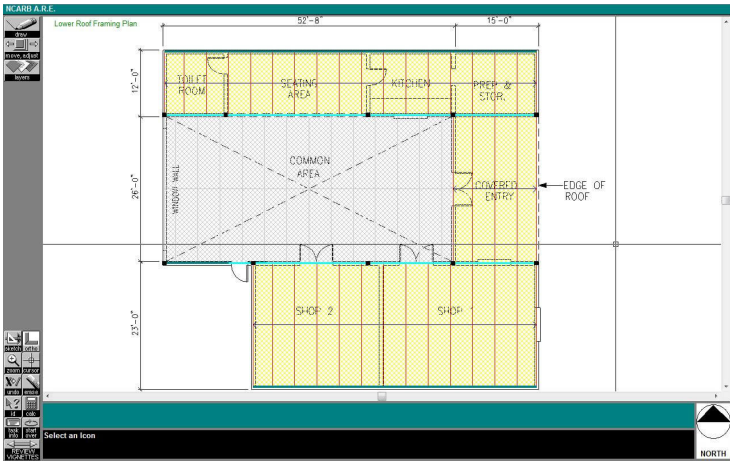 NCARB A.R.E.
Lower Roof Framing Plan
52'-8"
15'-0"
draw
move, adjust
layers
12'-0"
TOILET
ROOM
SEATING
AREA
KITCHEN
PREP &
STOR.
26'-0"
WINDOW WALL
COMMON
AREA
COVERED
ENTRY
EDGE OF
ROOF
23'-0"
SHOP 2
SHOP 1
sketch ortho
zoom cursor
undo erase
id calc
task info
start over
REVIEW
VIGNETTES
Select an Icon
NORTH